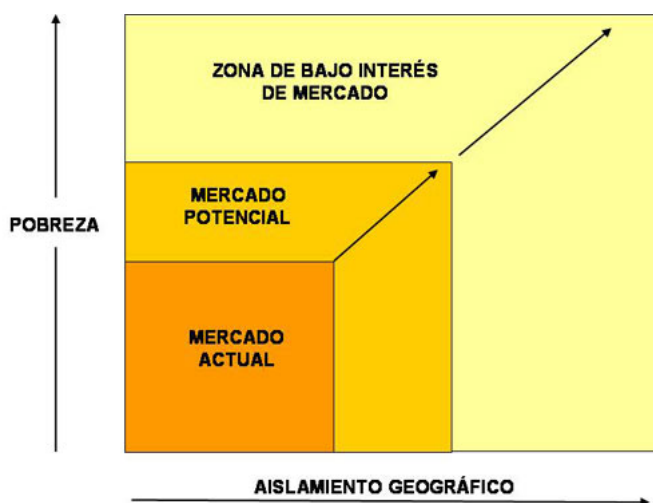 ZONA DE BAJO INTERÉS
DE MERCADO
MERCADO
POTENCIAL
POBREZA
MERCADO
ACTUAL
AISLAMIENTO GEOGRÁFICO